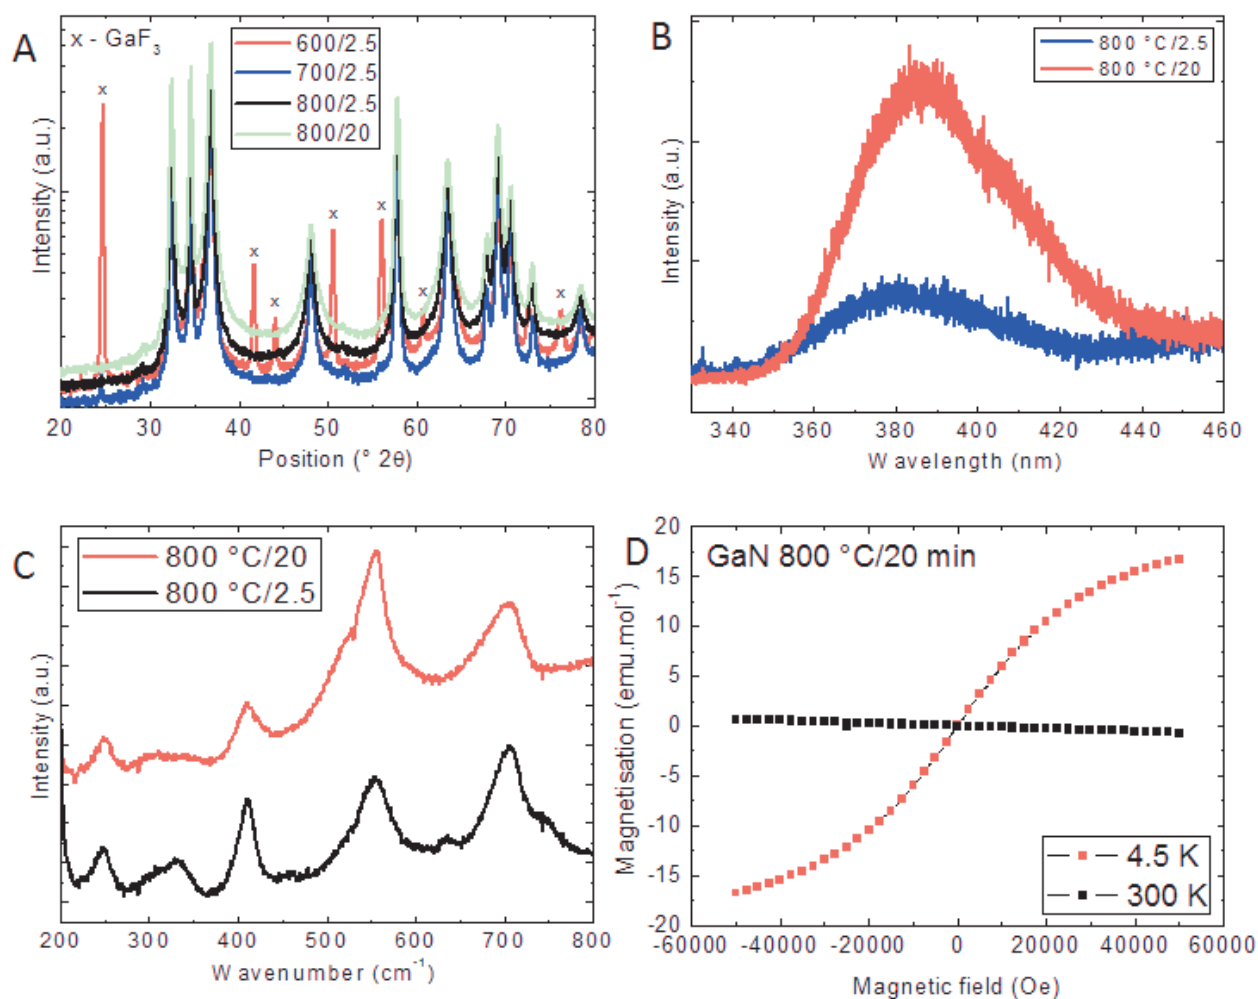 A
x - GaF3
600/2.5
700/2.5
800/2.5
800/20
x
x
x
x
x
x
x
Intensity (a.u.)
20 30 40 50 60 70 80
Position (° 2θ)
B
800 °C/2.5
800 °C/20
Intensity (a.u.)
340 360 380 400 420 440 460
Wavelength (nm)
C
800 °C/20
800 °C/2.5
Intensity (a.u.)
200 300 400 500 600 700 800
Wavenumber (cm-1)
D
GaN 800 °C/20 min
Magnetisation (emu.mol-1)
20
15
10
5
0
-5
-10
-15
-20
4.5 K
300 K
-60000 -40000 -20000 0 20000 40000 60000
Magnetic field (Oe)